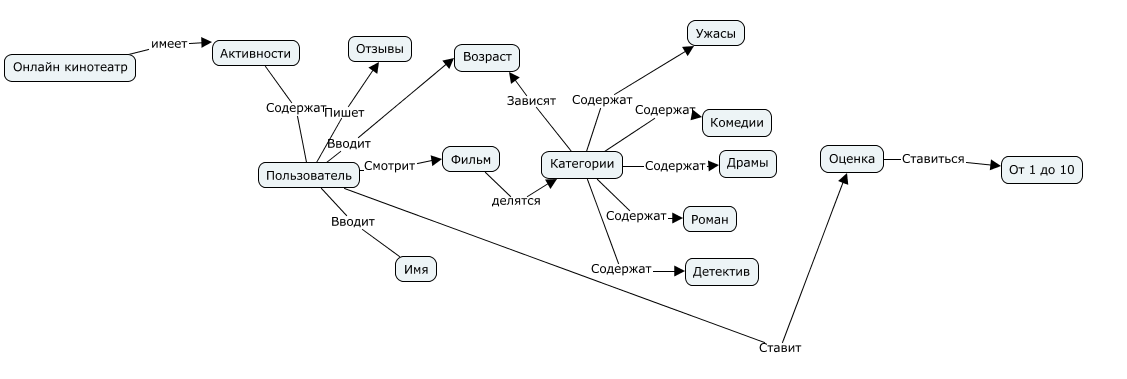 Онлайн кинотеатр
имеет
Активности
Содержат
Отзывы
Пишет
Возраст
Вводит
Пользователь
Смотрит
Фильм
делятся
Вводит
Имя
Категории
Зависят
Содержат
Ужасы
Содержат
Комедии
Содержат
Драмы
Содержат
Роман
Содержат
Детектив
Ставит
Оценка
Ставиться
От 1 до 10